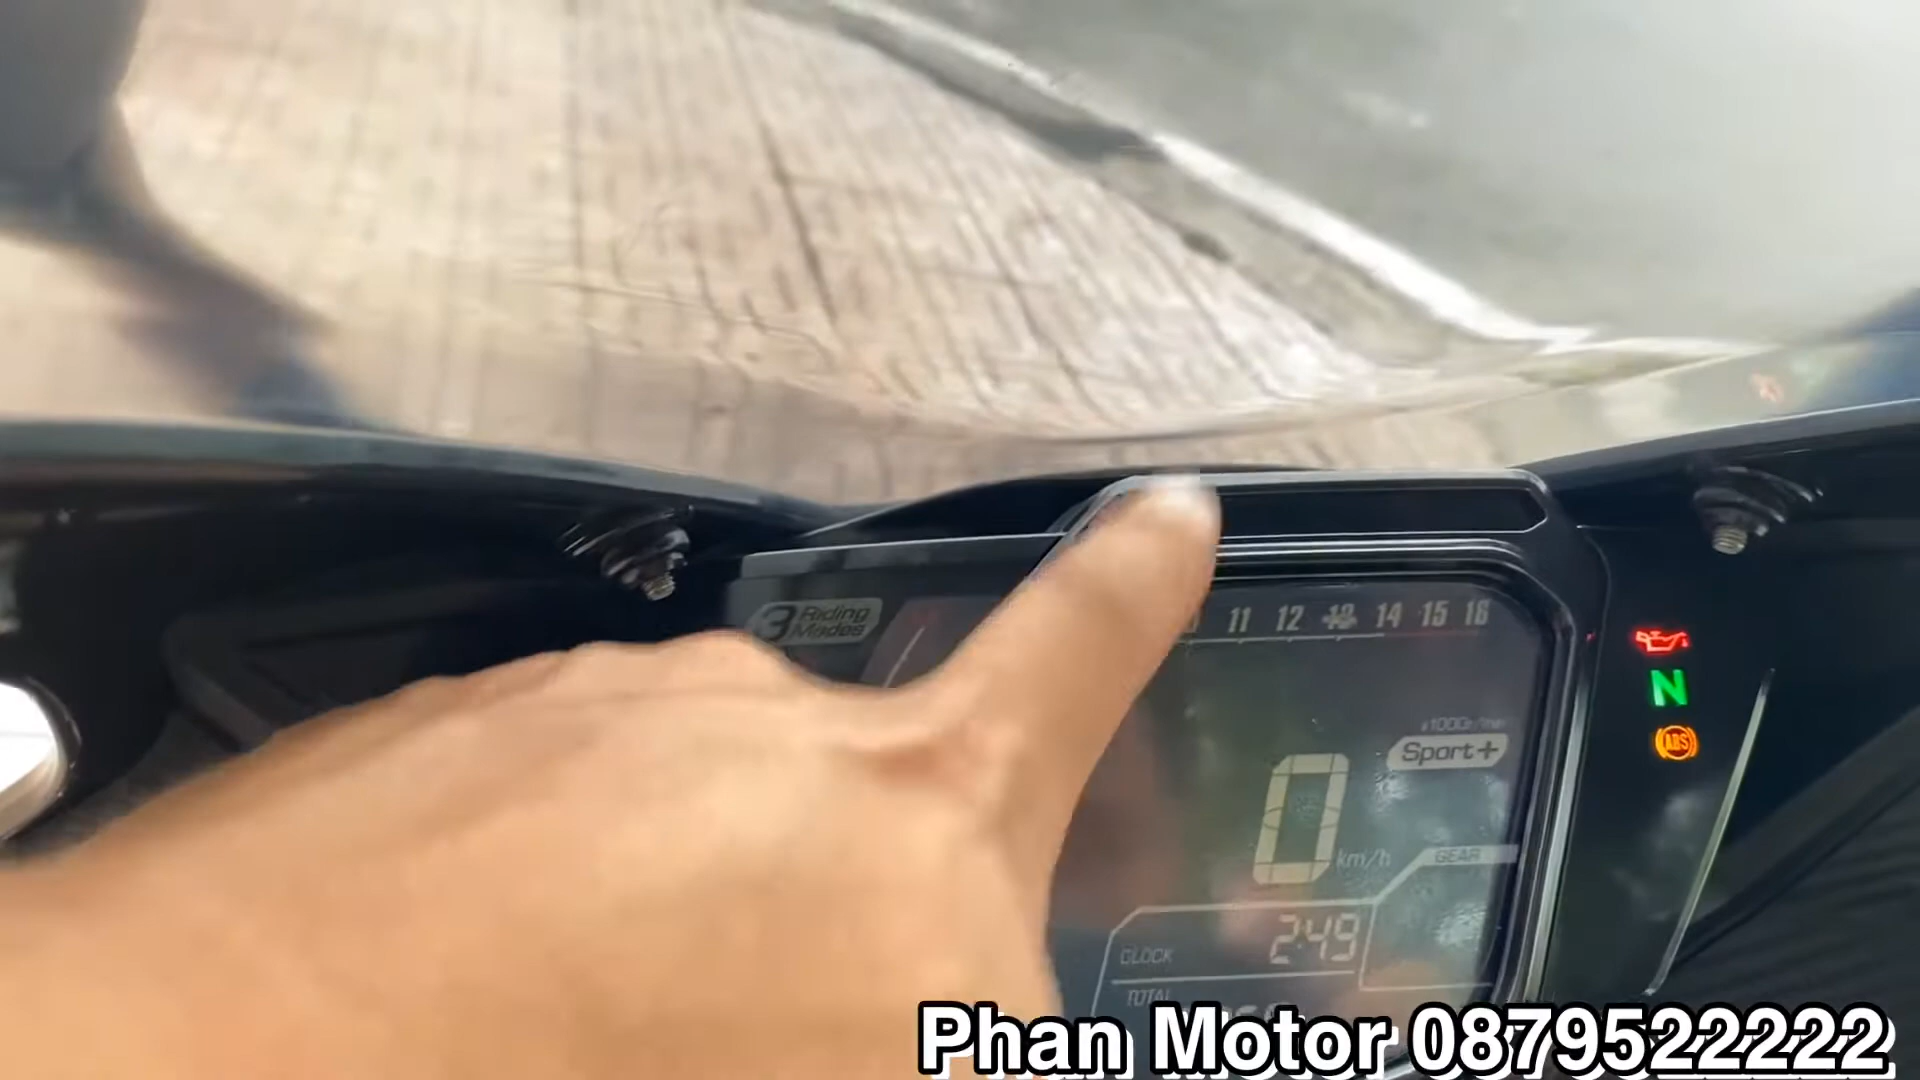 3 Riding
Modes
11 12 13 14 15 16
x1000r/min
Sport+
0
km/h
GEAR
N
ABS
CLOCK
2:49
TOTAL
Phan Motor 0879522222